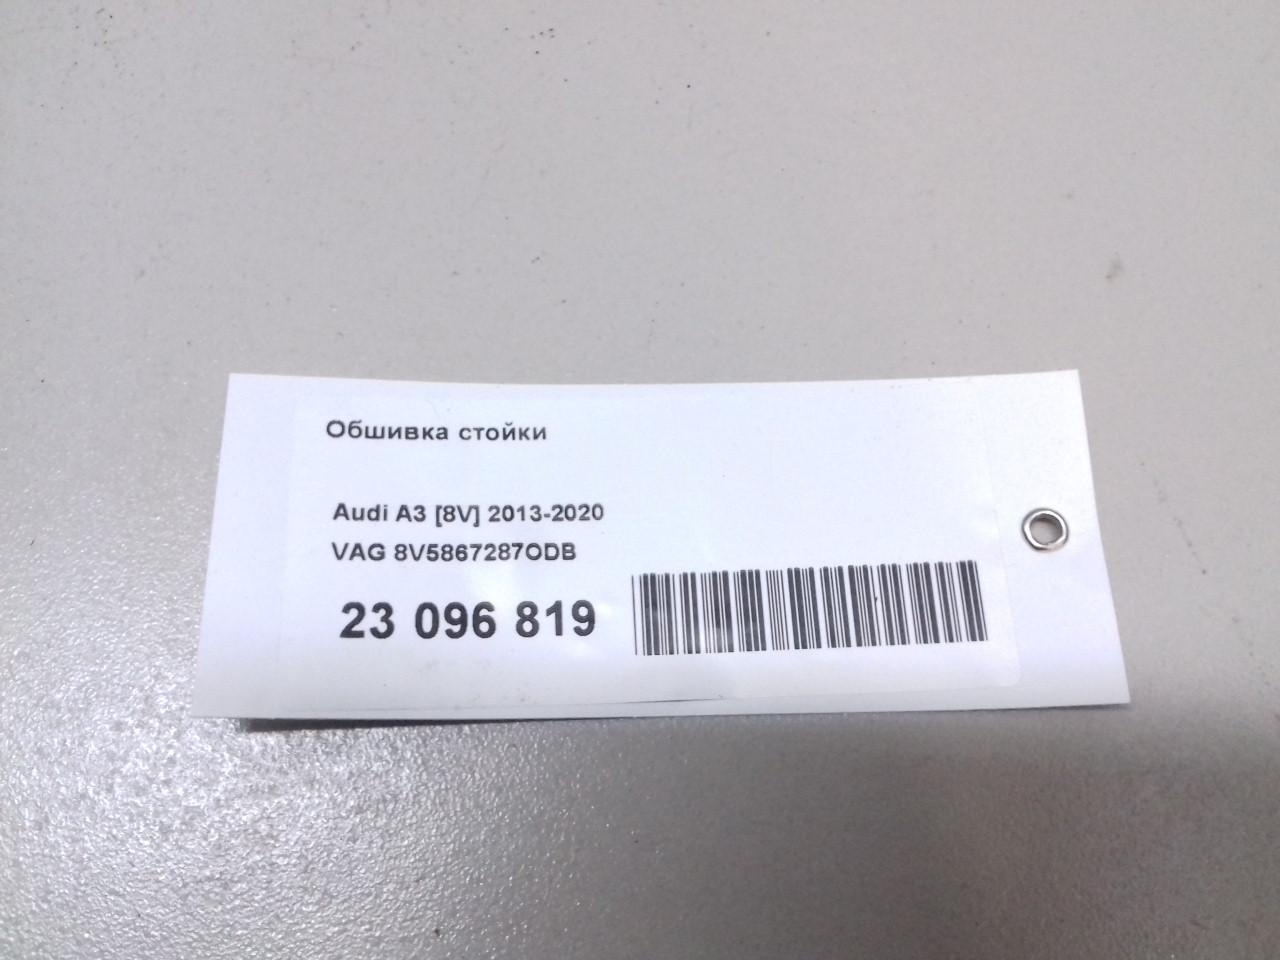 Обшивка стойки
Audi A3 [8V] 2013-2020
VAG 8V5867287ODB
23 096 819